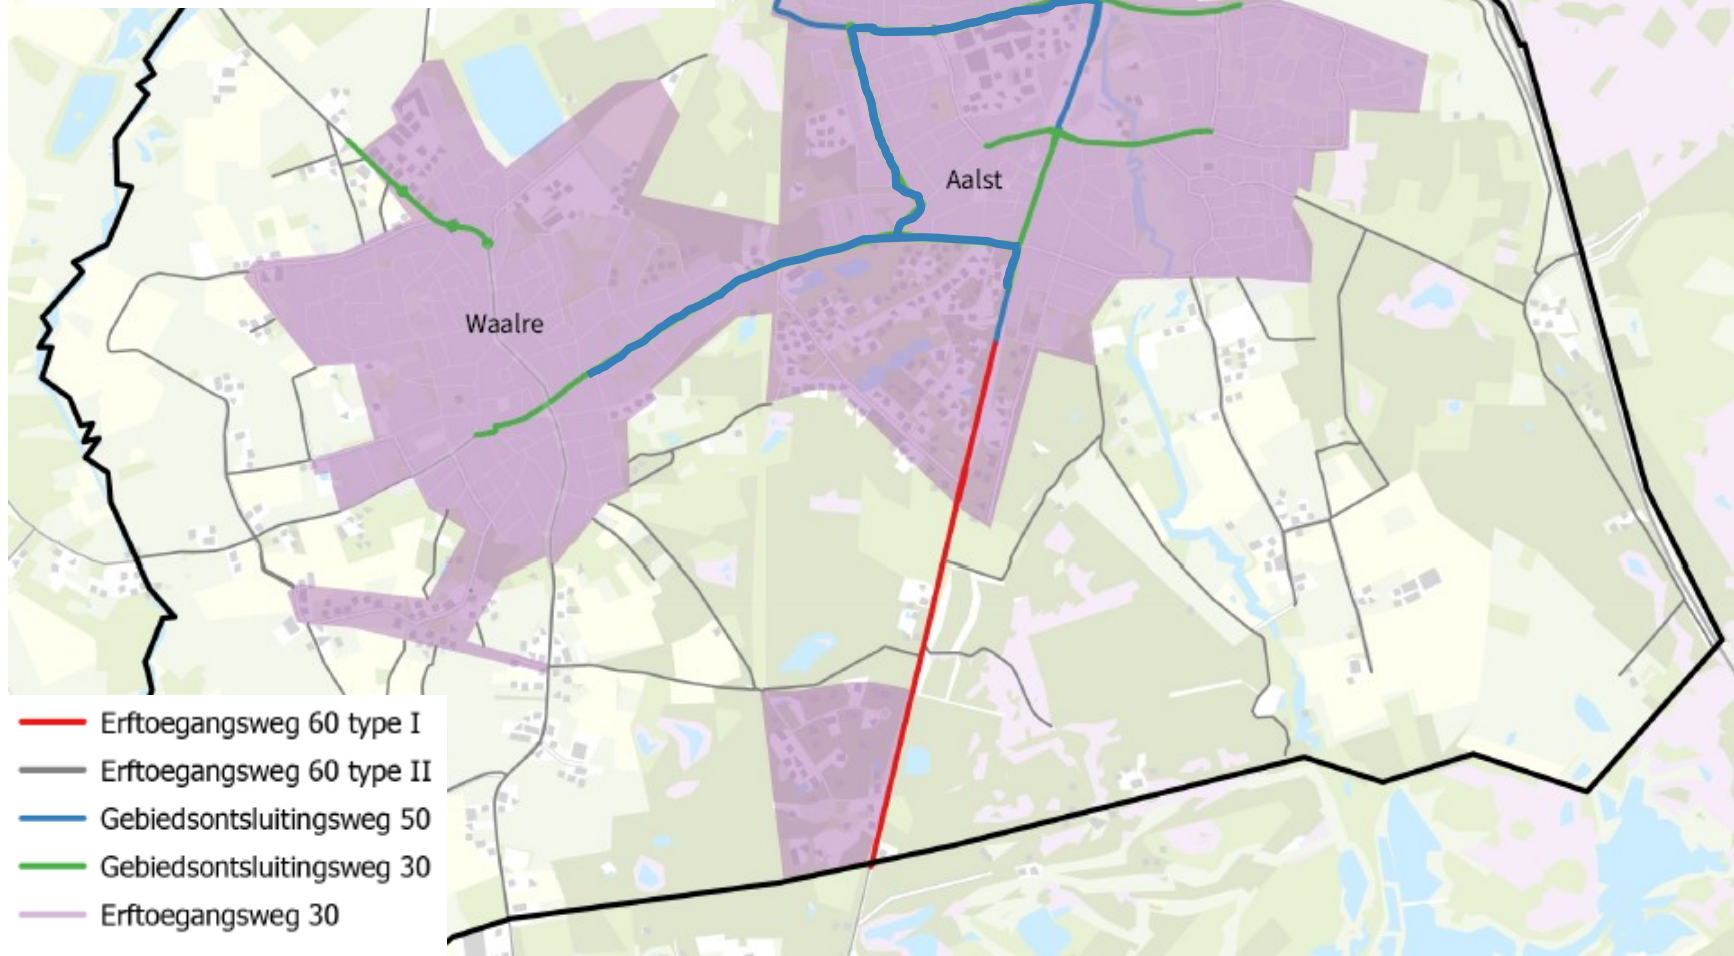 Aalst
Waalre
Erftoegangsweg 60 type I
Erftoegangsweg 60 type II
Gebiedsontsluitingsweg 50
Gebiedsontsluitingsweg 30
Erftoegangsweg 30